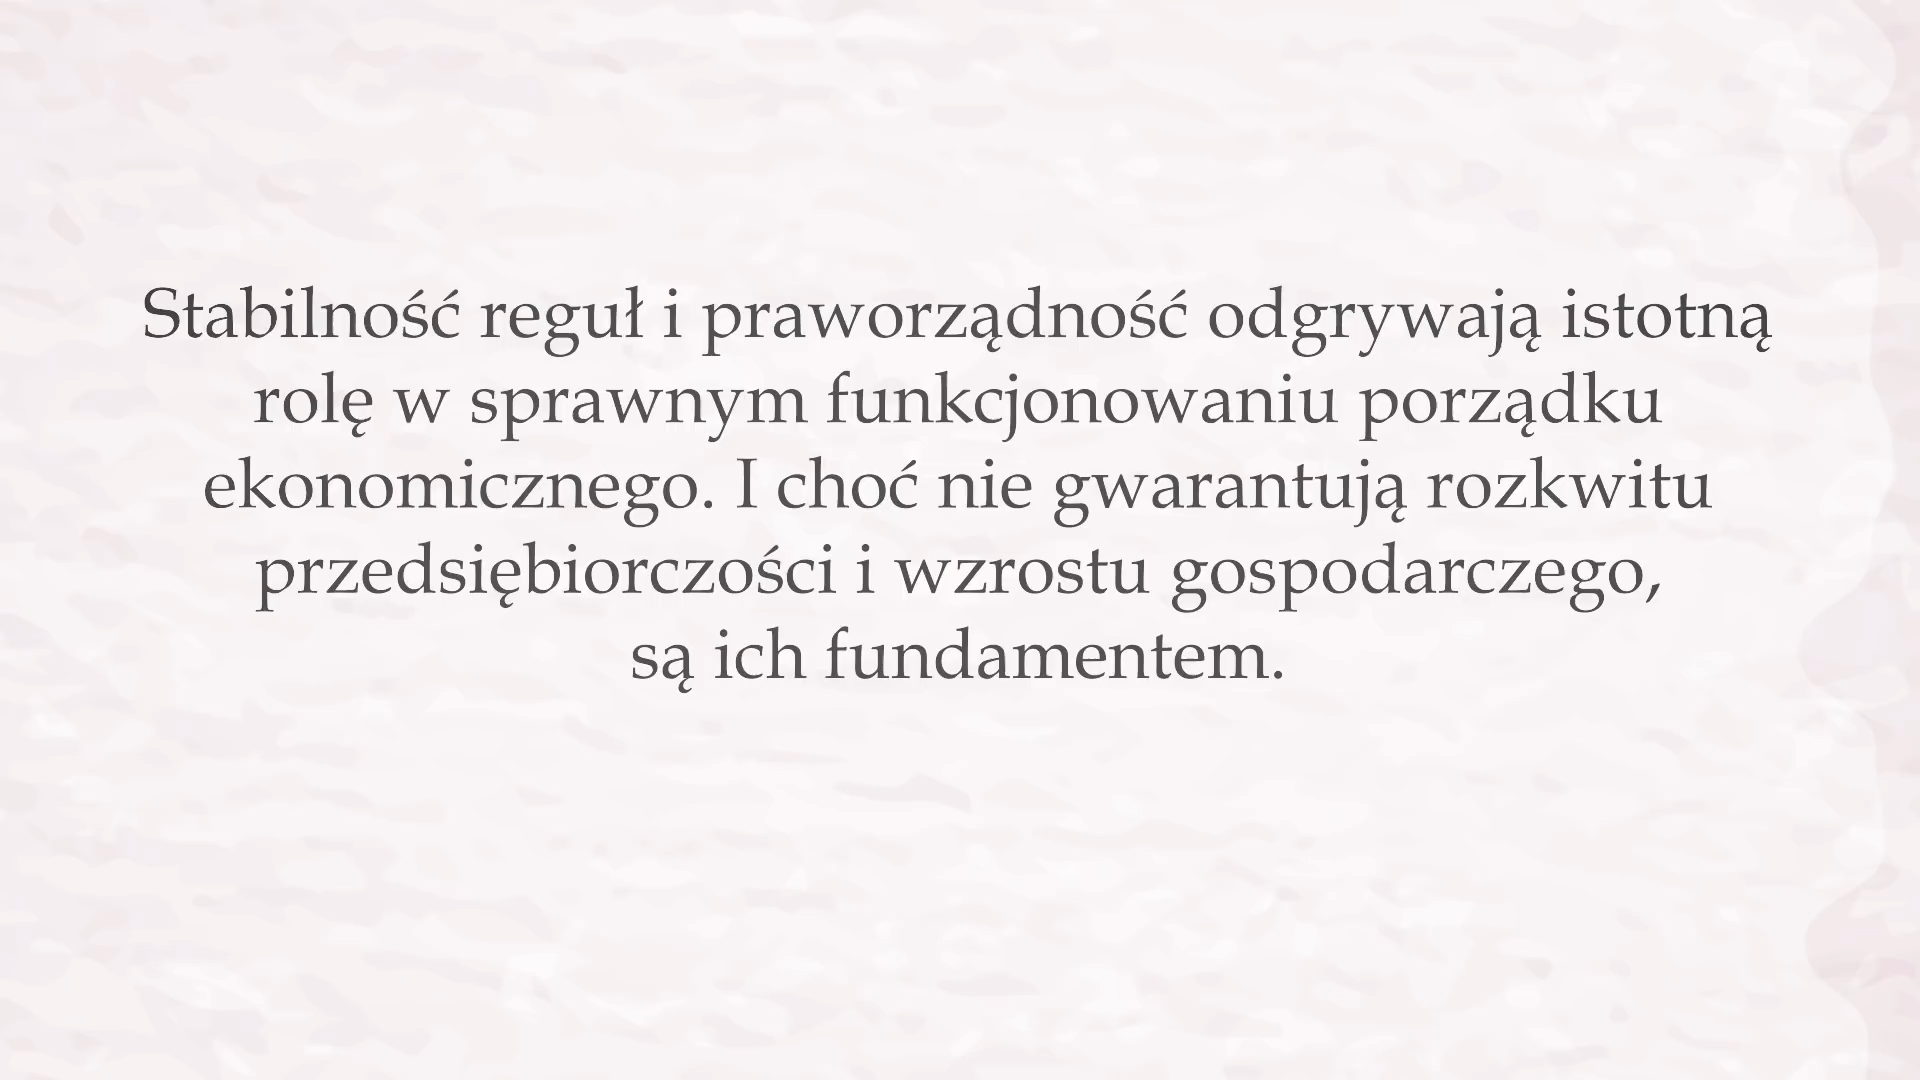 Stabilność reguł i praworządność odgrywają istotną
rolę w sprawnym funkcjonowaniu porządku
ekonomicznego. I choć nie gwarantują rozkwitu
przedsiębiorczości i wzrostu gospodarczego,
są ich fundamentem.